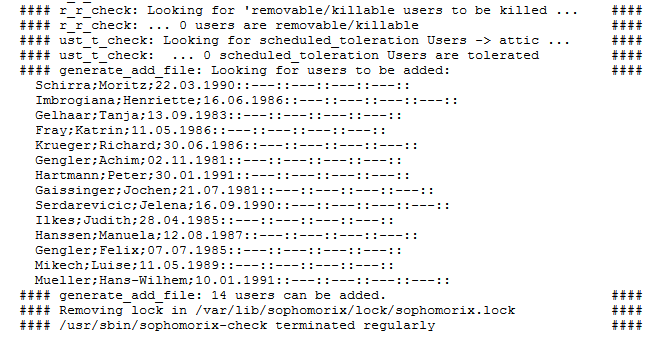 #### r_r_check: Looking for 'removable/killable users to be killed ... ####
#### r_r_check: ... 0 users are removable/killable ####
#### ust_t_check: Looking for scheduled_toleration Users -> attic ... ####
#### ust_t_check:  ... 0 scheduled_toleration Users are tolerated ####
#### generate_add_file: Looking for users to be added: ####
Schirra;Moritz;22.03.1990::---::---::---::---::
Imbrogiana;Henriette;16.06.1986::---::---::---::---::
Gelhaar;Tanja;13.09.1983::---::---::---::---::
Fray;Katrin;11.05.1986::---::---::---::---::
Krueger;Richard;30.06.1986::---::---::---::---::
Gengler;Achim;02.11.1981::---::---::---::---::
Hartmann;Peter;30.01.1991::---::---::---::---::
Gaissinger;Jochen;21.07.1981::---::---::---::---::
Serdarevicic;Jelena;16.09.1990::---::---::---::---::
Ilkes;Judith;28.04.1985::---::---::---::---::
Hanssen;Manuela;12.08.1987::---::---::---::---::
Gengler;Felix;07.07.1985::---::---::---::---::
Mikech;Luise;11.05.1989::---::---::---::---::
Mueller;Hans-Wilhem;10.01.1991::---::---::---::---::
#### generate_add_file: 14 users can be added. ####
#### Removing lock in /var/lib/sophomorix/lock/sophomorix.lock ####
#### /usr/sbin/sophomorix-check terminated regularly ####